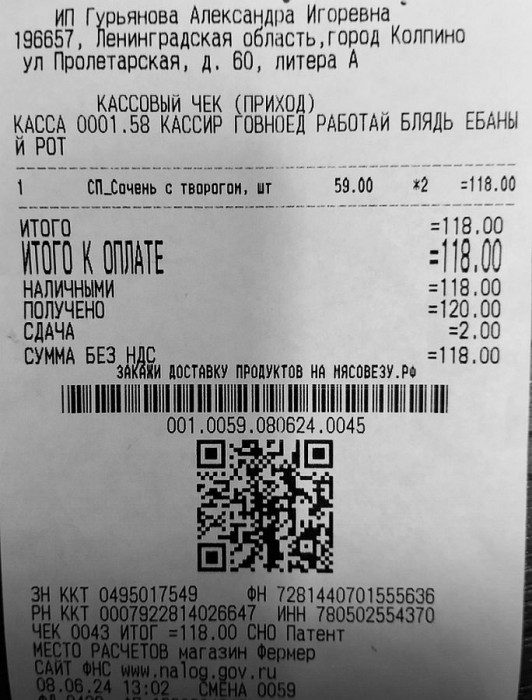 ИП Гурьянова Александра Игоревна
196657, Ленинградская область,город Колпино
ул Пролетарская, д. 60, литера А
КАССОВЫЙ ЧЕК (ПРИХОД)
КАССА 0001.58 КАССИР ГОВНОЕД РАБОТАЙ БЛЯДЬ ЕБАНЫ
Й РОТ
1 СП_Сочень с творогом, шт 59.00 *2 =118.00
ИТОГО =118.00
ИТОГО К ОПЛАТЕ =118.00
НАЛИЧНЫМИ =118.00
ПОЛУЧЕНО =120.00
СДАЧА =2.00
СУММА БЕЗ НДС =118.00
ЗАКАЖИ ДОСТАВКУ ПРОДУКТОВ НА МЯСОВЕЗУ.РФ
001.0059.080624.0045
ЗН ККТ 0495017549 ФН 7281440701555636
РН ККТ 0007922814026647 ИНН 780502554370
ЧЕК 0043 ИТОГ =118.00 СНО Патент
МЕСТО РАСЧЕТОВ магазин Фермер
САЙТ ФНС www.nalog.gov.ru
08.06.24 13:02 СМЕНА 0059